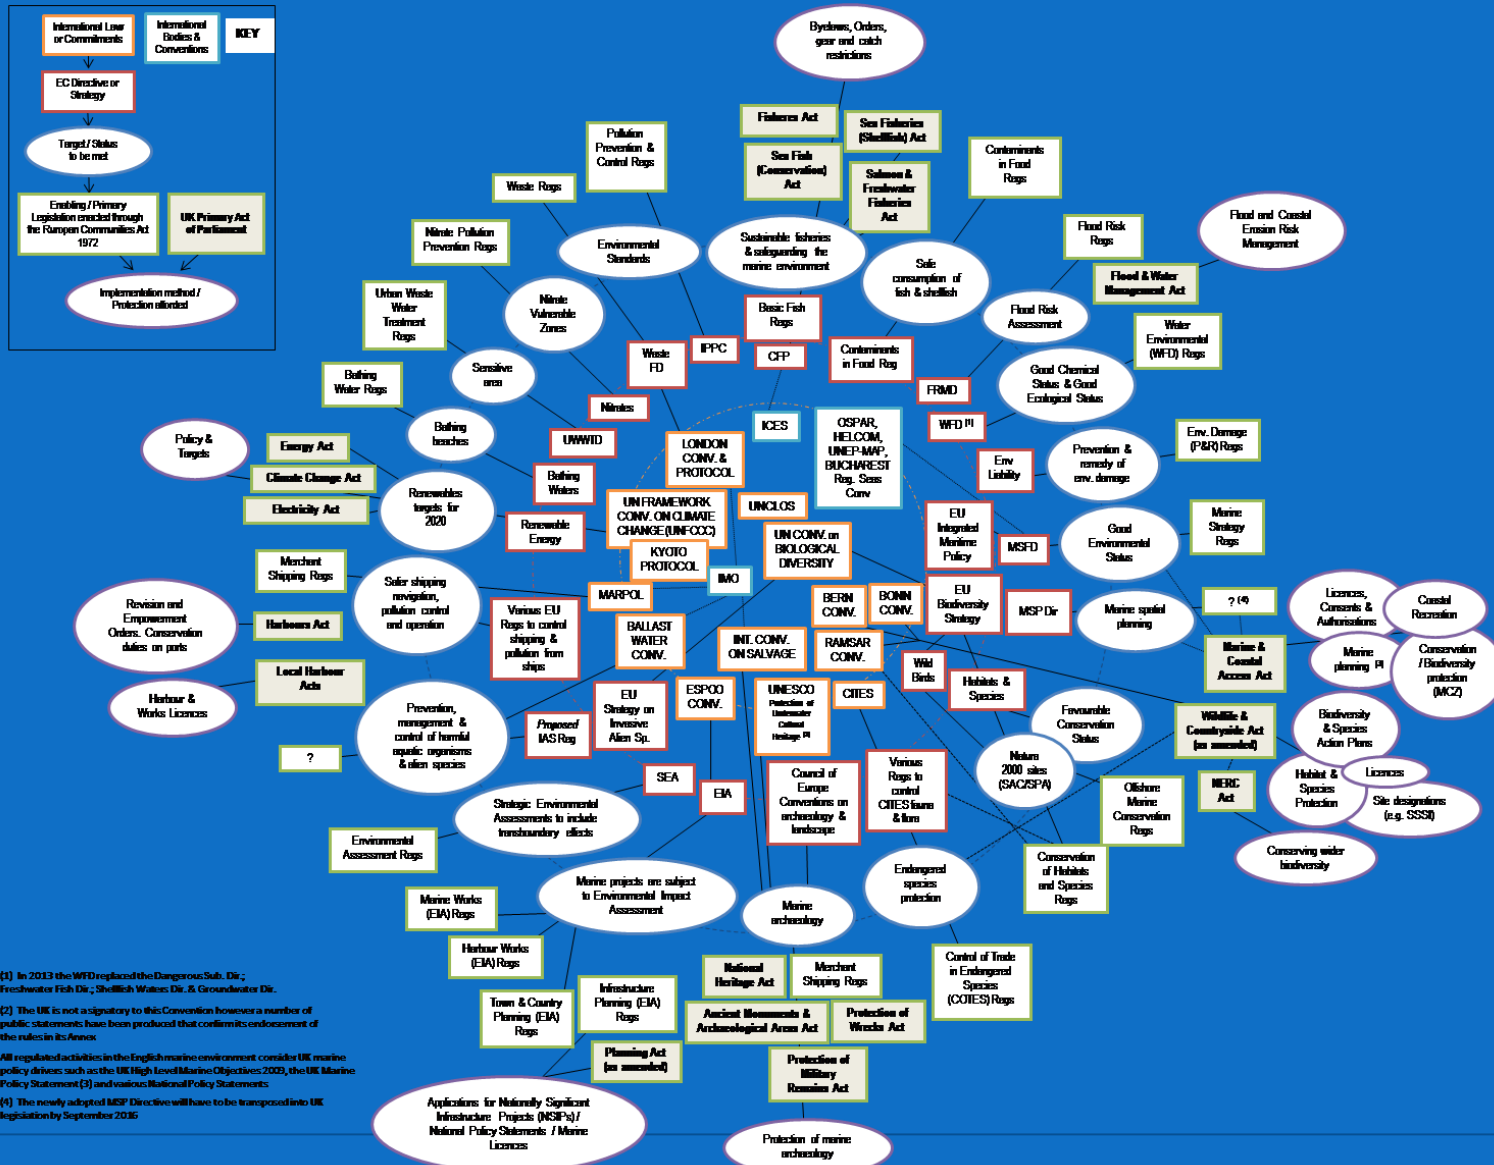 International Law
or Commitments
International
Bodies &
Conventions
KEY
EC Directive or
Strategy
Target / Status
to be met
Enabling / Primary
Legislation enacted through
the Ruropan Communities Act
1972
UK Primary Act
of Parliament
Implementation method /
Protection afforded
Byelaws, Orders,
gear and catch
restrictions
Fisheres Act
Sea Fisheries
(Shellfish) Act
Sea Fish
(Conservation)
Act
Salmon &
Freshwater
Fisheries
Act
Pollution
Prevention &
Control Regs
Waste Regs
Nitrate Pollution
Prevention Regs
Environmental
Standards
Sustainable fisheries
& safeguarding the
marine environment
Contaminants
in Food
Regs
Safe
consumption of
fish & shellfish
Flood Risk
Regs
Flood and Coastal
Erosion Risk
Management
Flood & Water
Management Act
Urban Waste
Water
Treatment
Regs
Nitrate
Vulnerable
Zones
Basic Fish
Regs
Flood Risk
Assessment
Water
Environmental
(WFD) Regs
Waste
FD
IPPC
CFP
Contaminants
in Food Reg
Bathing
Water Regs
Sensitive
area
FRMD
Good Chemical
Status & Good
Ecological Status
Nitrates
UWWTD
ICES
OSPAR,
HELCOM,
UNEP-MAP,
BUCHAREST
Reg. Seas
Conv
WFD (1)
Policy &
Targets
Energy Act
Climate Change Act
Electricity Act
Bathing
beaches
LONDON
CONV. &
PROTOCOL
Env
Liability
Prevention &
remedy of
env. damage
Env. Damage
(P&R) Regs
Bathing
Waters
Renewables
targets for
2020
Renewable
Energy
UN FRAMEWORK
CONV. ON CLIMATE
CHANGE (UNFCCC)
UNCLOS
EU
Integrated
Maritime
Policy
MSFD
Good
Environmental
Status
Marine
Strategy
Regs
KYOTO
PROTOCOL
UN CONV. on
BIOLOGICAL
DIVERSITY
IMO
Merchant
Shipping Regs
Safer shipping
navigation,
pollution control
and operation
MARPOL
BERN
CONV.
BONN
CONV.
EU
Biodiversity
Strategy
MSP Dir
Marine spatial
planning
? (4)
Licences,
Consents &
Authorisations
Coastal
Recreation
Revision and
Empowerment
Orders. Conservation
duties on ports
Harbours Act
Various EU
Regs to control
shipping &
pollution from
ships
BALLAST
WATER
CONV.
INT. CONV.
ON SALVAGE
RAMSAR
CONV.
Wild
Birds
Marine &
Coastal
Access Act
Marine
planning (3)
Conservation
/ Biodiversity
protection
(MCZ)
Local Harbour
Acts
Harbour &
Works Licences
Prevention,
management &
control of harmful
aquatic organisms
& alien species
Proposed
IAS Reg
EU
Strategy on
Invasive
Alien Sp.
ESPOO
CONV.
UNESCO
Protection of
Underwater
Cultural
Heritage (2)
CITES
Habitats &
Species
Favourable
Conservation
Status
Wildlife &
Countryside Act
(as amended)
Biodiversity
& Species
Action Plans
?
SEA
EIA
Council of
Europe
Conventions on
archaeology &
landscape
Various
Regs to
control
CITES fauna
& flora
Natura
2000 sites
(SAC/SPA)
Offshore
Marine
Conservation
Regs
NERC
Act
Habitat &
Species
Protection
Licences
Site designations
(e.g. SSSI)
Strategic Environmental
Assessments to include
transboundary effects
Environmental
Assessment Regs
Conserving wider
biodiversity
Conservation
of Habitats
and Species
Regs
Marine projects are subject
to Environmental Impact
Assessment
Marine
archaeology
Endangered
species
protection
Marine Works
(EIA) Regs
Harbour Works
(EIA) Regs
Town & Country
Planning (EIA)
Regs
Infrastructure
Planning (EIA)
Regs
Planning Act
(as amended)
National
Heritage Act
Merchant
Shipping Regs
Ancient Monuments &
Archaeological Areas Act
Protection of
Wrecks Act
Control of Trade
in Endangered
Species
(COTES) Regs
Protection of
Military
Remains Act
Applications for Nationally Significant
Infrastructure Projects (NSIPs) /
National Policy Statements / Marine
Licences
Protection of marine
archaeology
(1) In 2013 the WFD replaced the Dangerous Sub. Dir.;
Freshwater Fish Dir.; Shellfish Waters Dir. & Groundwater Dir.
(2) The UK is not a signatory to this Convention however a number of
public statements have been produced that confirm its endorsement of
the rules in its Annex
All regulated activities in the English marine environment consider UK marine
policy drivers such as the UK High Level Marine Objectives 2009, the UK Marine
Policy Statement (3) and various National Policy Statements
(4) The newly adopted MSP Directive will have to be transposed into UK
legislation by September 2016